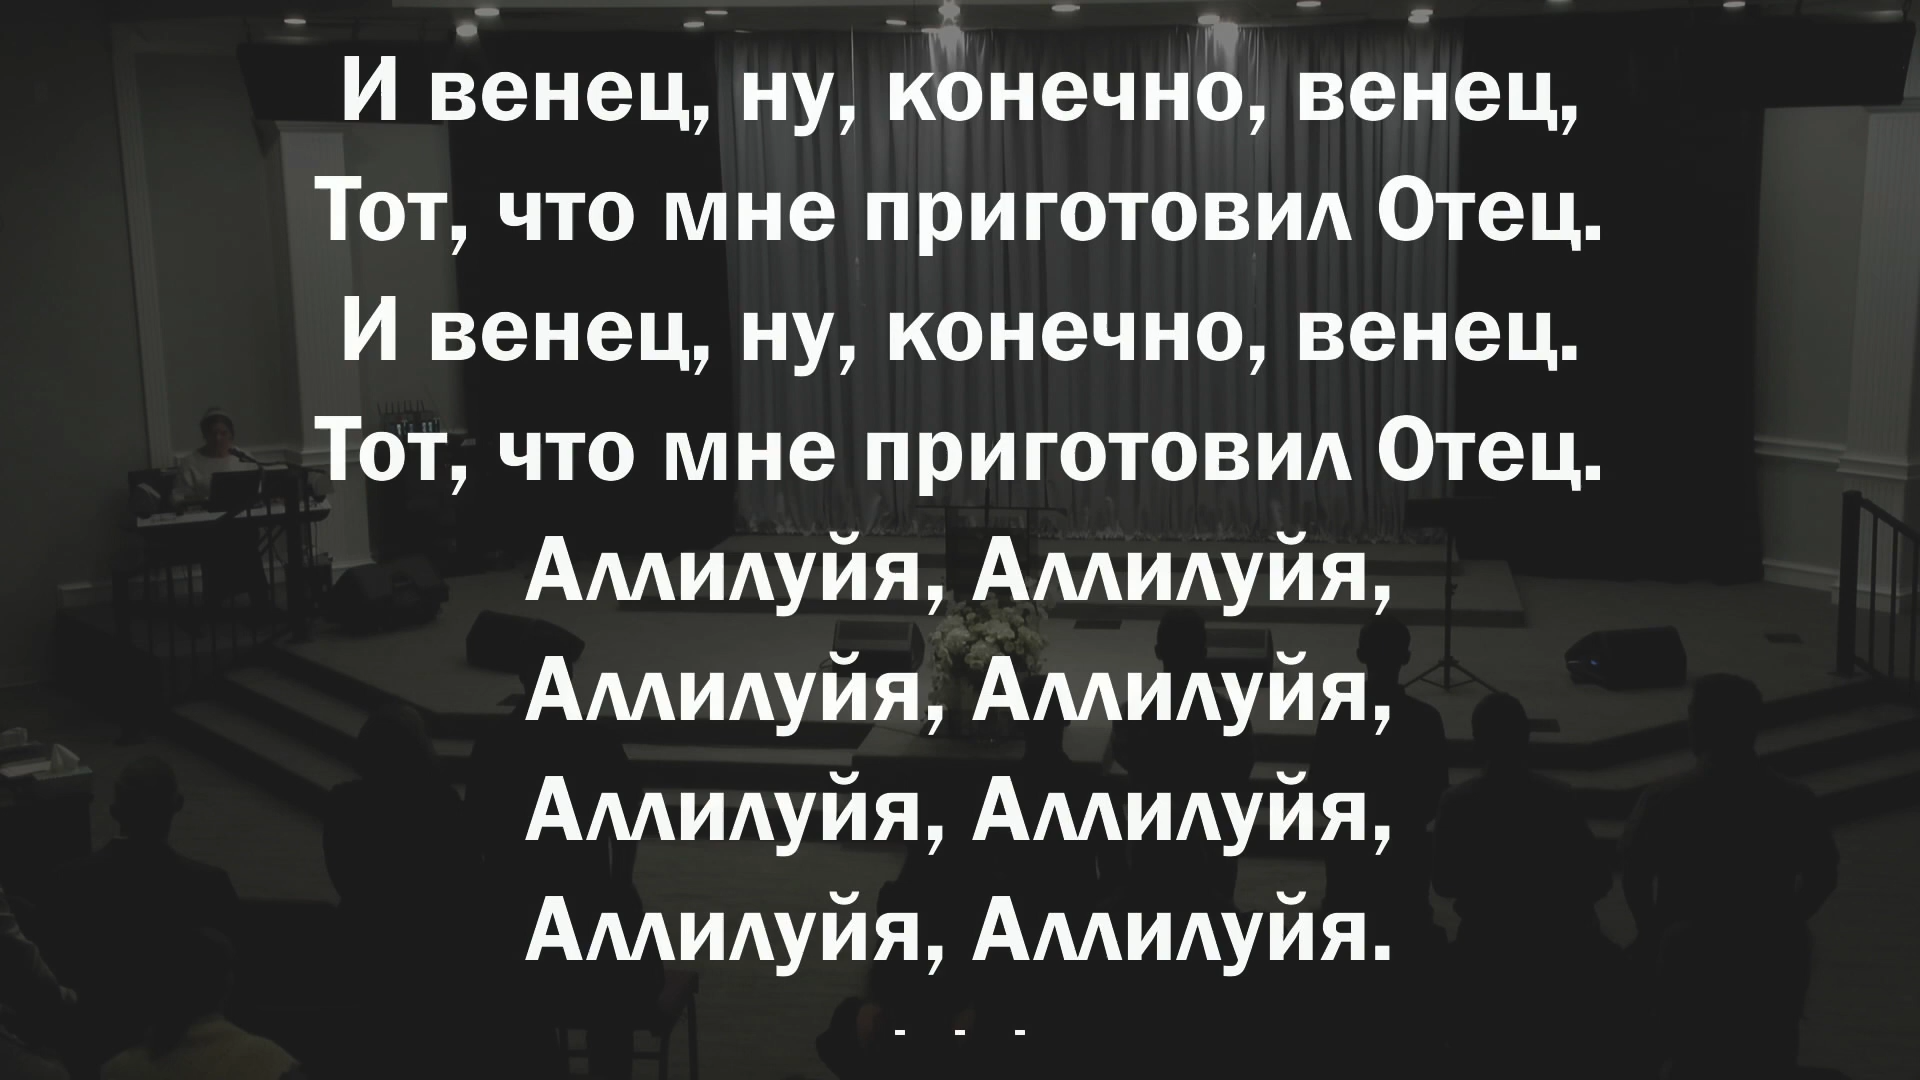 И венец, ну, конечно, венец,
Тот, что мне приготовил Отец.
И венец, ну, конечно, венец.
Тот, что мне приготовил Отец.
Аллилуйя, Аллилуйя,
Аллилуйя, Аллилуйя,
Аллилуйя, Аллилуйя,
Аллилуйя, Аллилуйя.
- - -